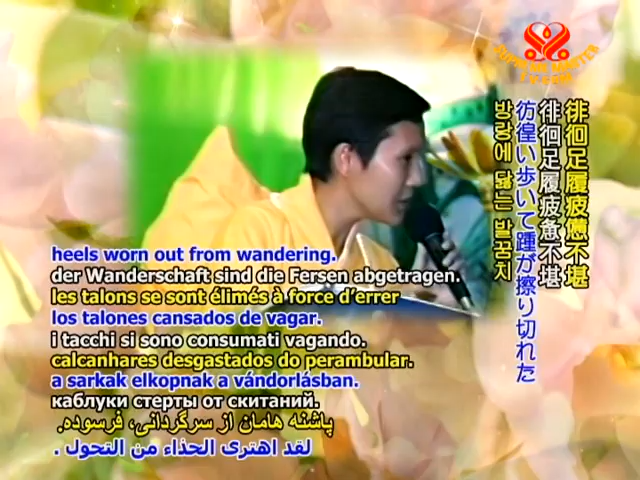 SUPREME MASTER
TV.COM
徘徊足履疲憊不堪
徘徊足履疲惫不堪
彷徨い歩いて踵が擦り切れた
방랑에 닳는 발꿈치
heels worn out from wandering.
der Wanderschaft sind die Fersen abgetragen.
les talons se sont élimés à force d'errer
los talones cansados de vagar.
i tacchi si sono consumati vagando.
calcanhares desgastados do perambular.
a sarkak elkopnak a vándorlásban.
каблуки стерты от скитаний.
پاشنه هامان از سرگردانی، فرسوده.
لقد اهترى الحذاء من التحول .